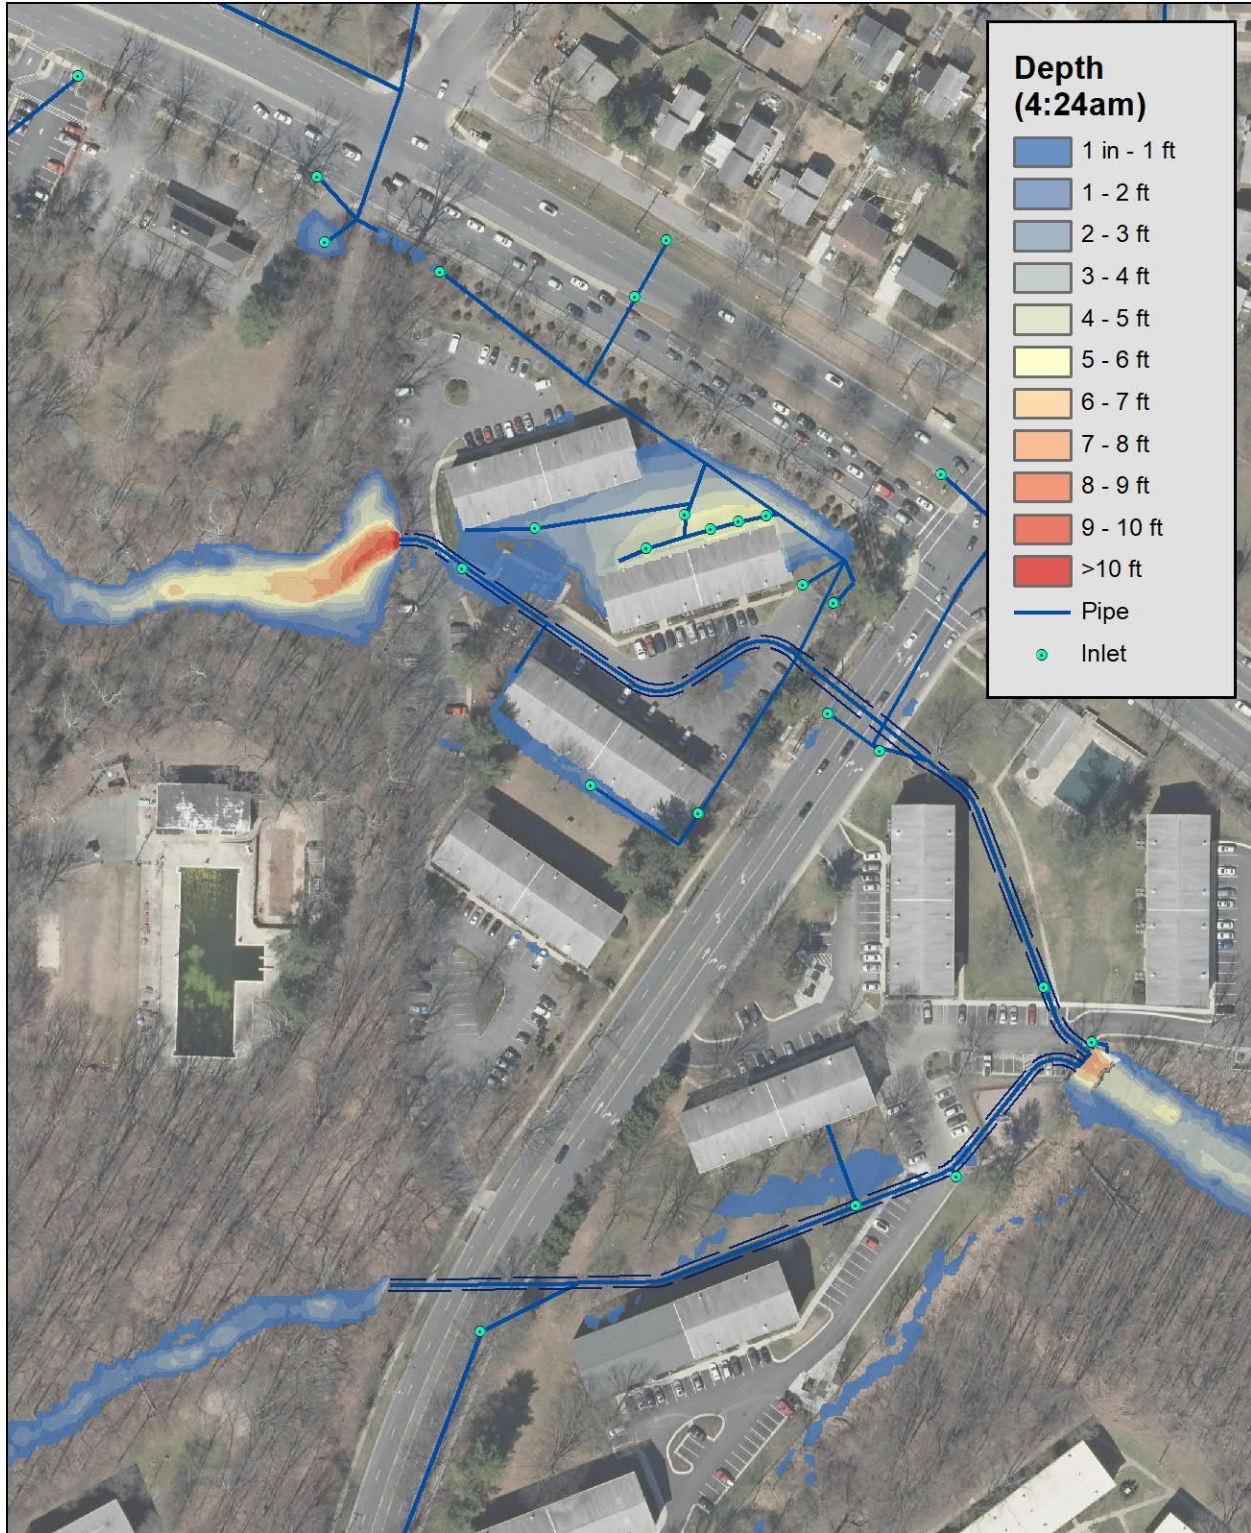 Depth
(4:24am)
1 in - 1 ft
1 - 2 ft
2 - 3 ft
3 - 4 ft
4 - 5 ft
5 - 6 ft
6 - 7 ft
7 - 8 ft
8 - 9 ft
9 - 10 ft
>10 ft
Pipe
Inlet